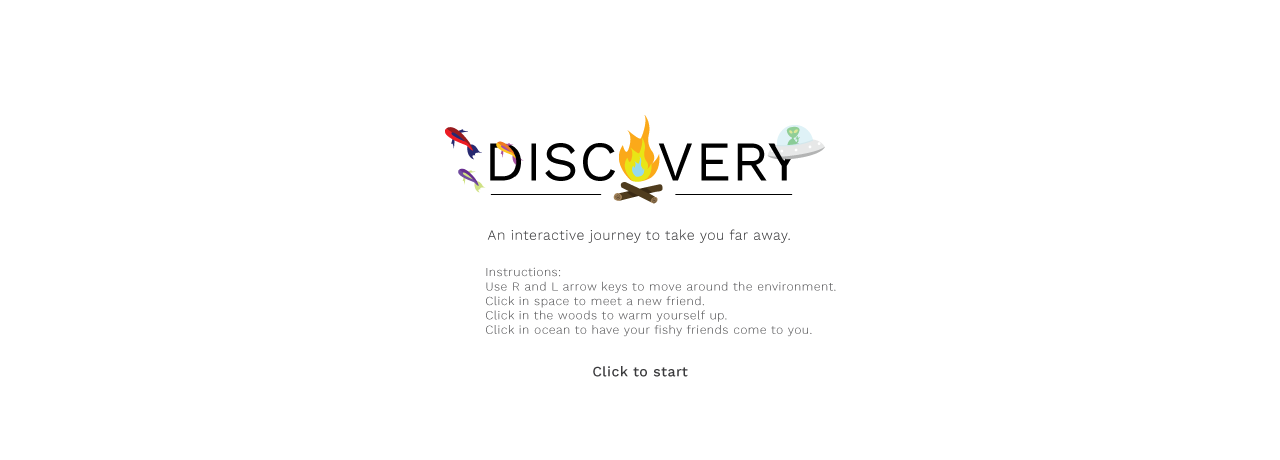 DISCOVERY
An interactive journey to take you far away.
Instructions:
Use R and L arrow keys to move around the environment.
Click in space to meet a new friend.
Click in the woods to warm yourself up.
Click in ocean to have your fishy friends come to you.
Click to start